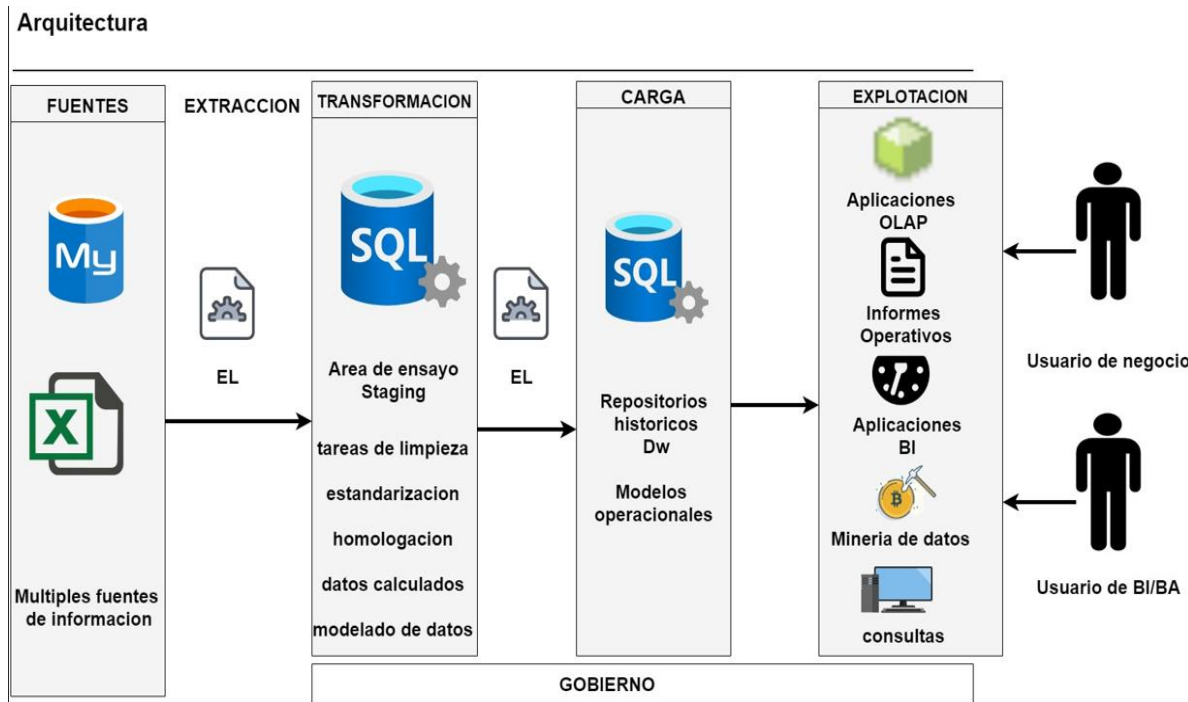 Arquitectura
FUENTES
My
X
Multiples fuentes
de informacion
EXTRACCION
EL
TRANSFORMACION
SQL
Area de ensayo
Staging
tareas de limpieza
estandarizacion
homologacion
datos calculados
modelado de datos
EL
CARGA
SQL
Repositorios
historicos
Dw
Modelos
operacionales
EXPLOTACION
Aplicaciones
OLAP
Informes
Operativos
Aplicaciones
BI
Mineria de datos
consultas
Usuario de negocio
Usuario de BI/BA
GOBIERNO